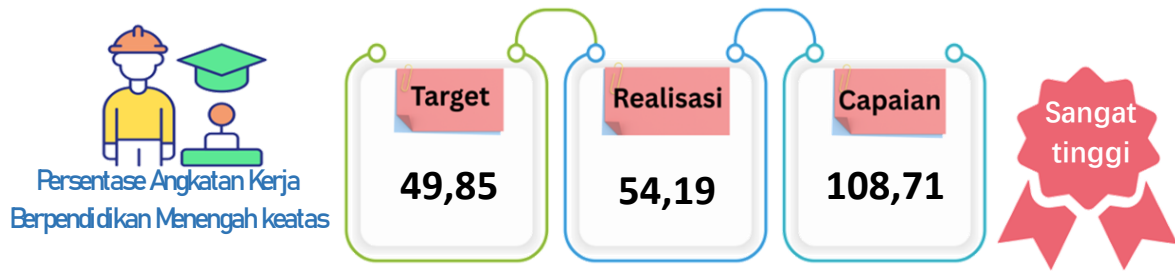 Persentase Angkatan Kerja
Berpendidikan Menengah keatas
Target
49,85
Realisasi
54,19
Capaian
108,71
Sangat
tinggi